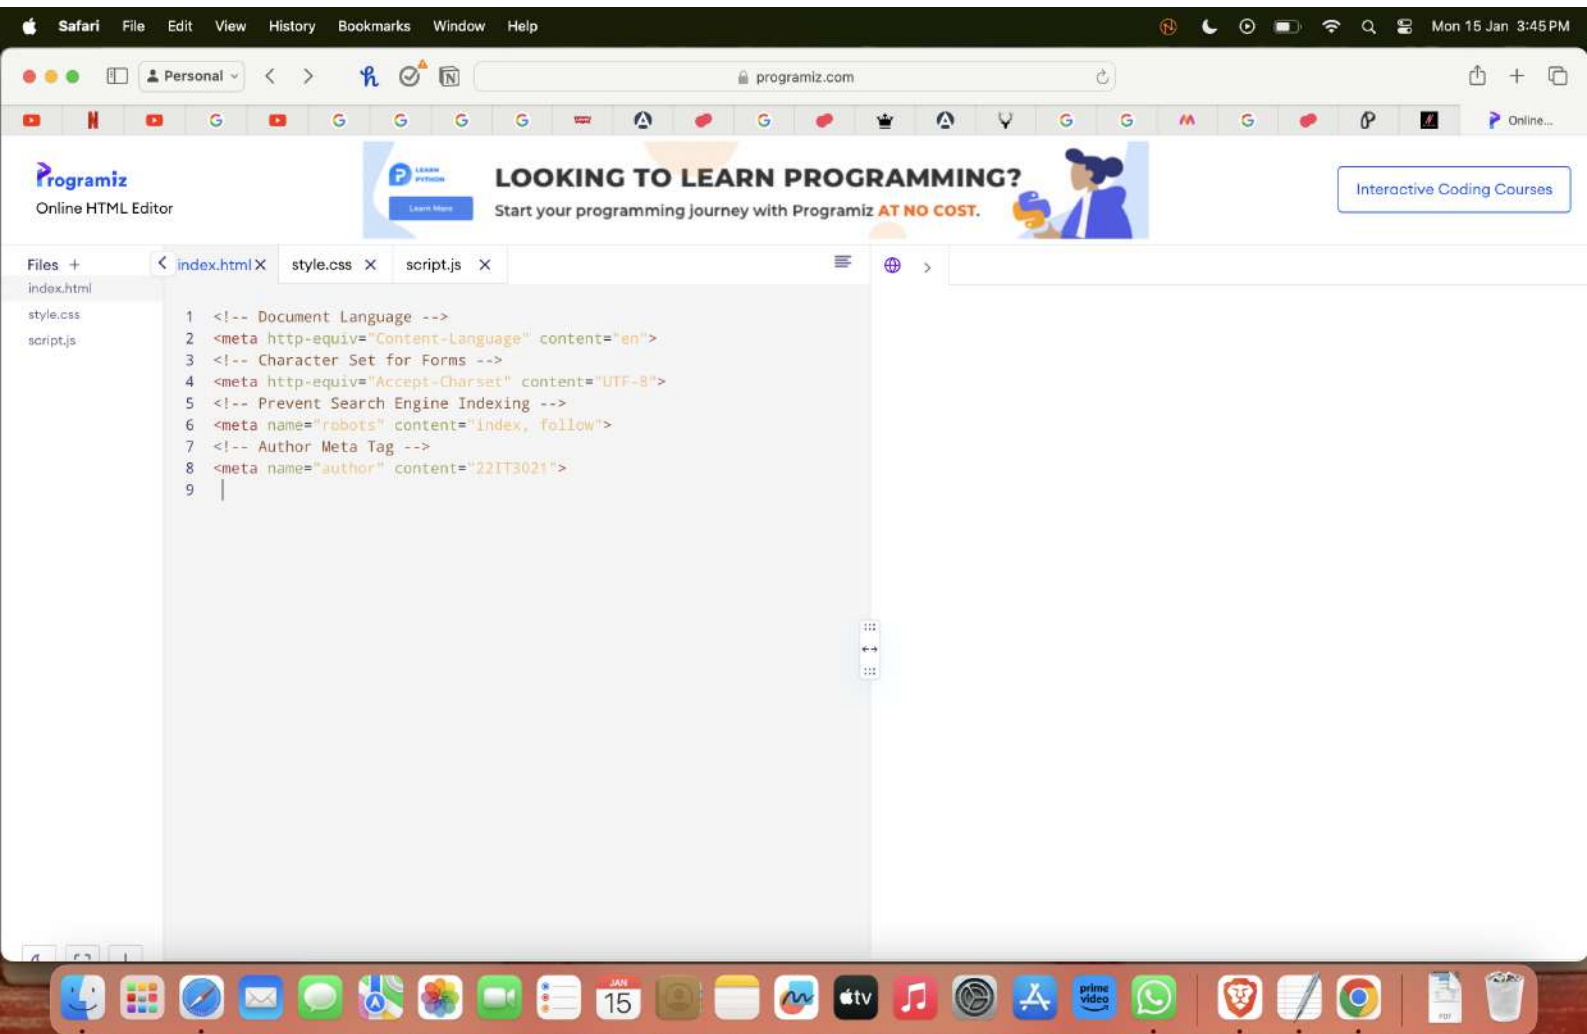 Safari File Edit View History Bookmarks Window Help Mon 15 Jan 3:45 PM
Personal programiz.com
Online...
Programiz
Online HTML Editor
LEARN PYTHON
Learn More
LOOKING TO LEARN PROGRAMMING?
Start your programming journey with Programiz AT NO COST.
Interactive Coding Courses
Files +
index.html
style.css
script.js
index.html X style.css X script.js X
1 <!-- Document Language -->
2 <meta http-equiv="Content-Language" content="en">
3 <!-- Character Set for Forms -->
4 <meta http-equiv="Accept-Charset" content="UTF-8">
5 <!-- Prevent Search Engine Indexing -->
6 <meta name="robots" content="index, follow">
7 <!-- Author Meta Tag -->
8 <meta name="author" content="22IT3021">
9
JAN
15
tv
prime video
PDF